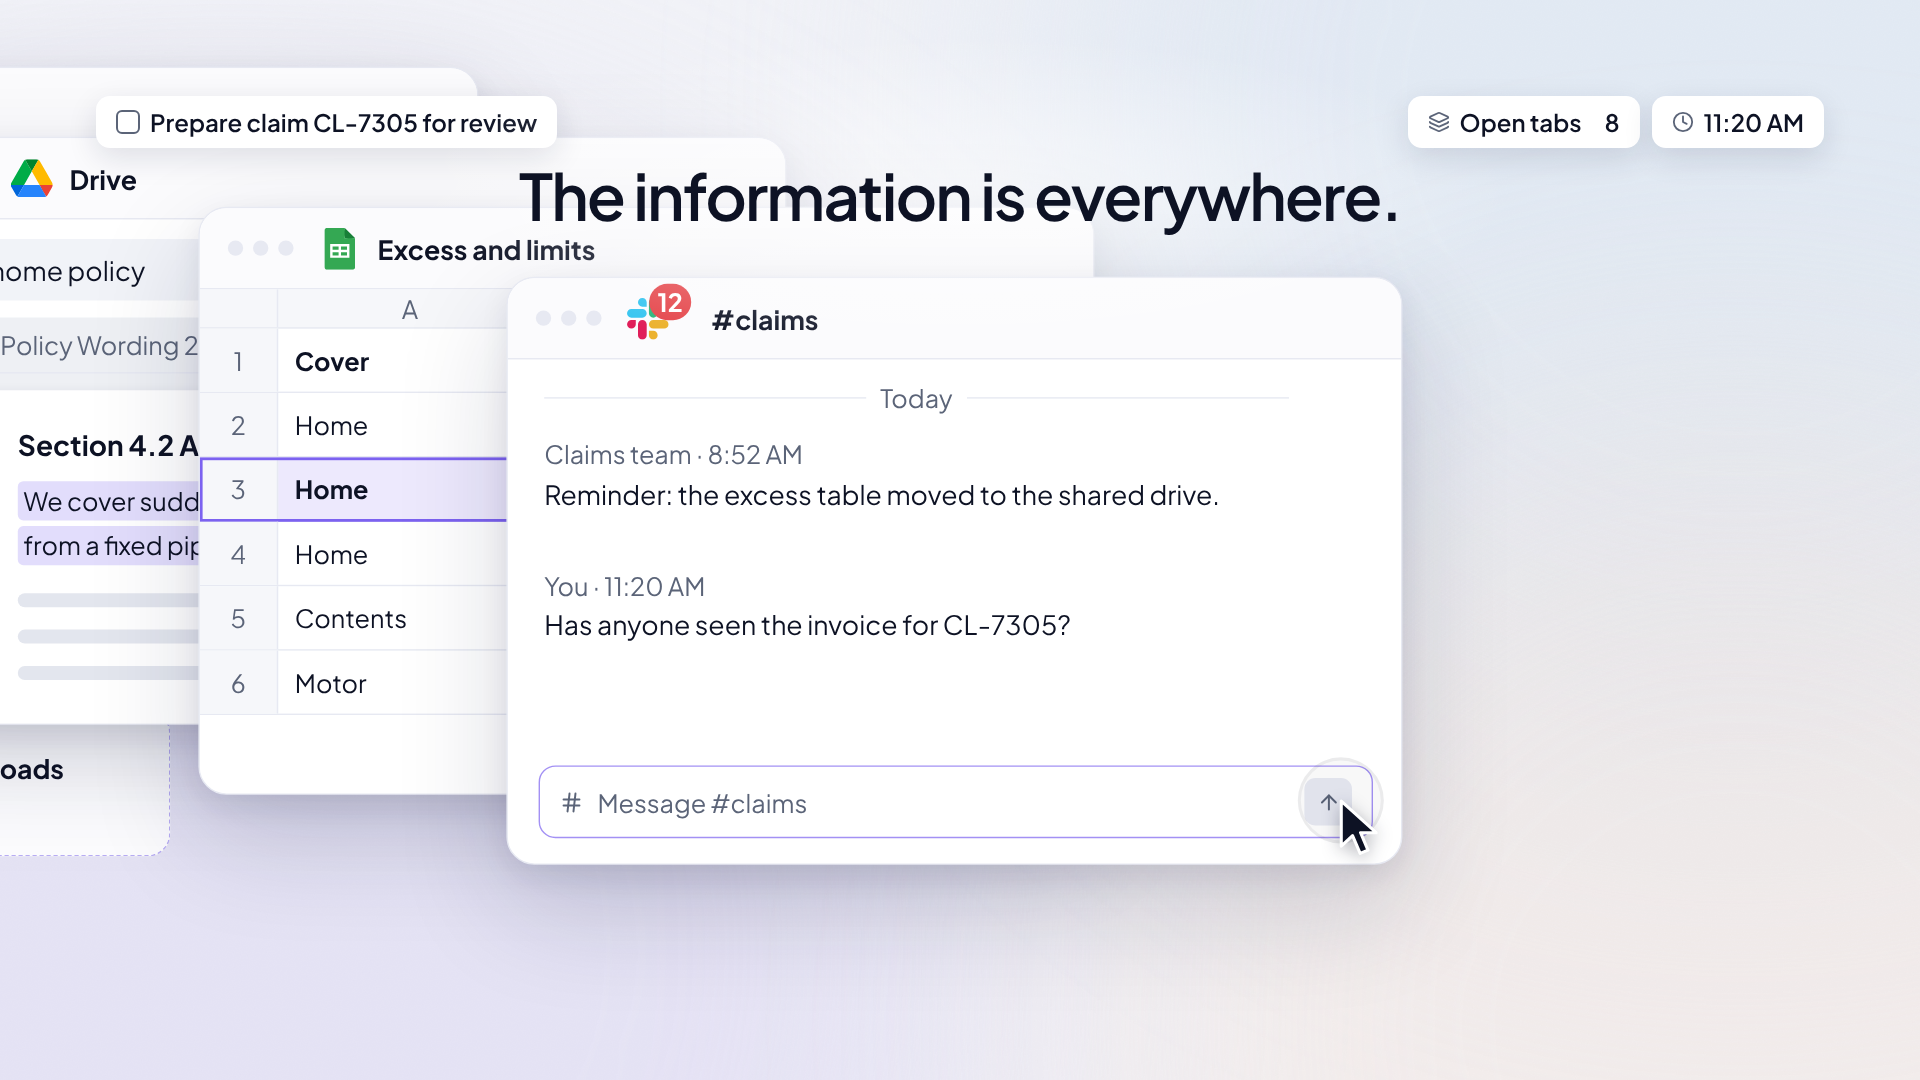 Prepare claim CL-7305 for review
Open tabs 8
11:20 AM
The information is everywhere.
Drive
home policy
Policy Wording 2
Section 4.2 A
We cover sudd
from a fixed pip
oads
Excess and limits
A
1 Cover
2 Home
3 Home
4 Home
5 Contents
6 Motor
12
#claims
Today
Claims team · 8:52 AM
Reminder: the excess table moved to the shared drive.
You · 11:20 AM
Has anyone seen the invoice for CL-7305?
# Message #claims